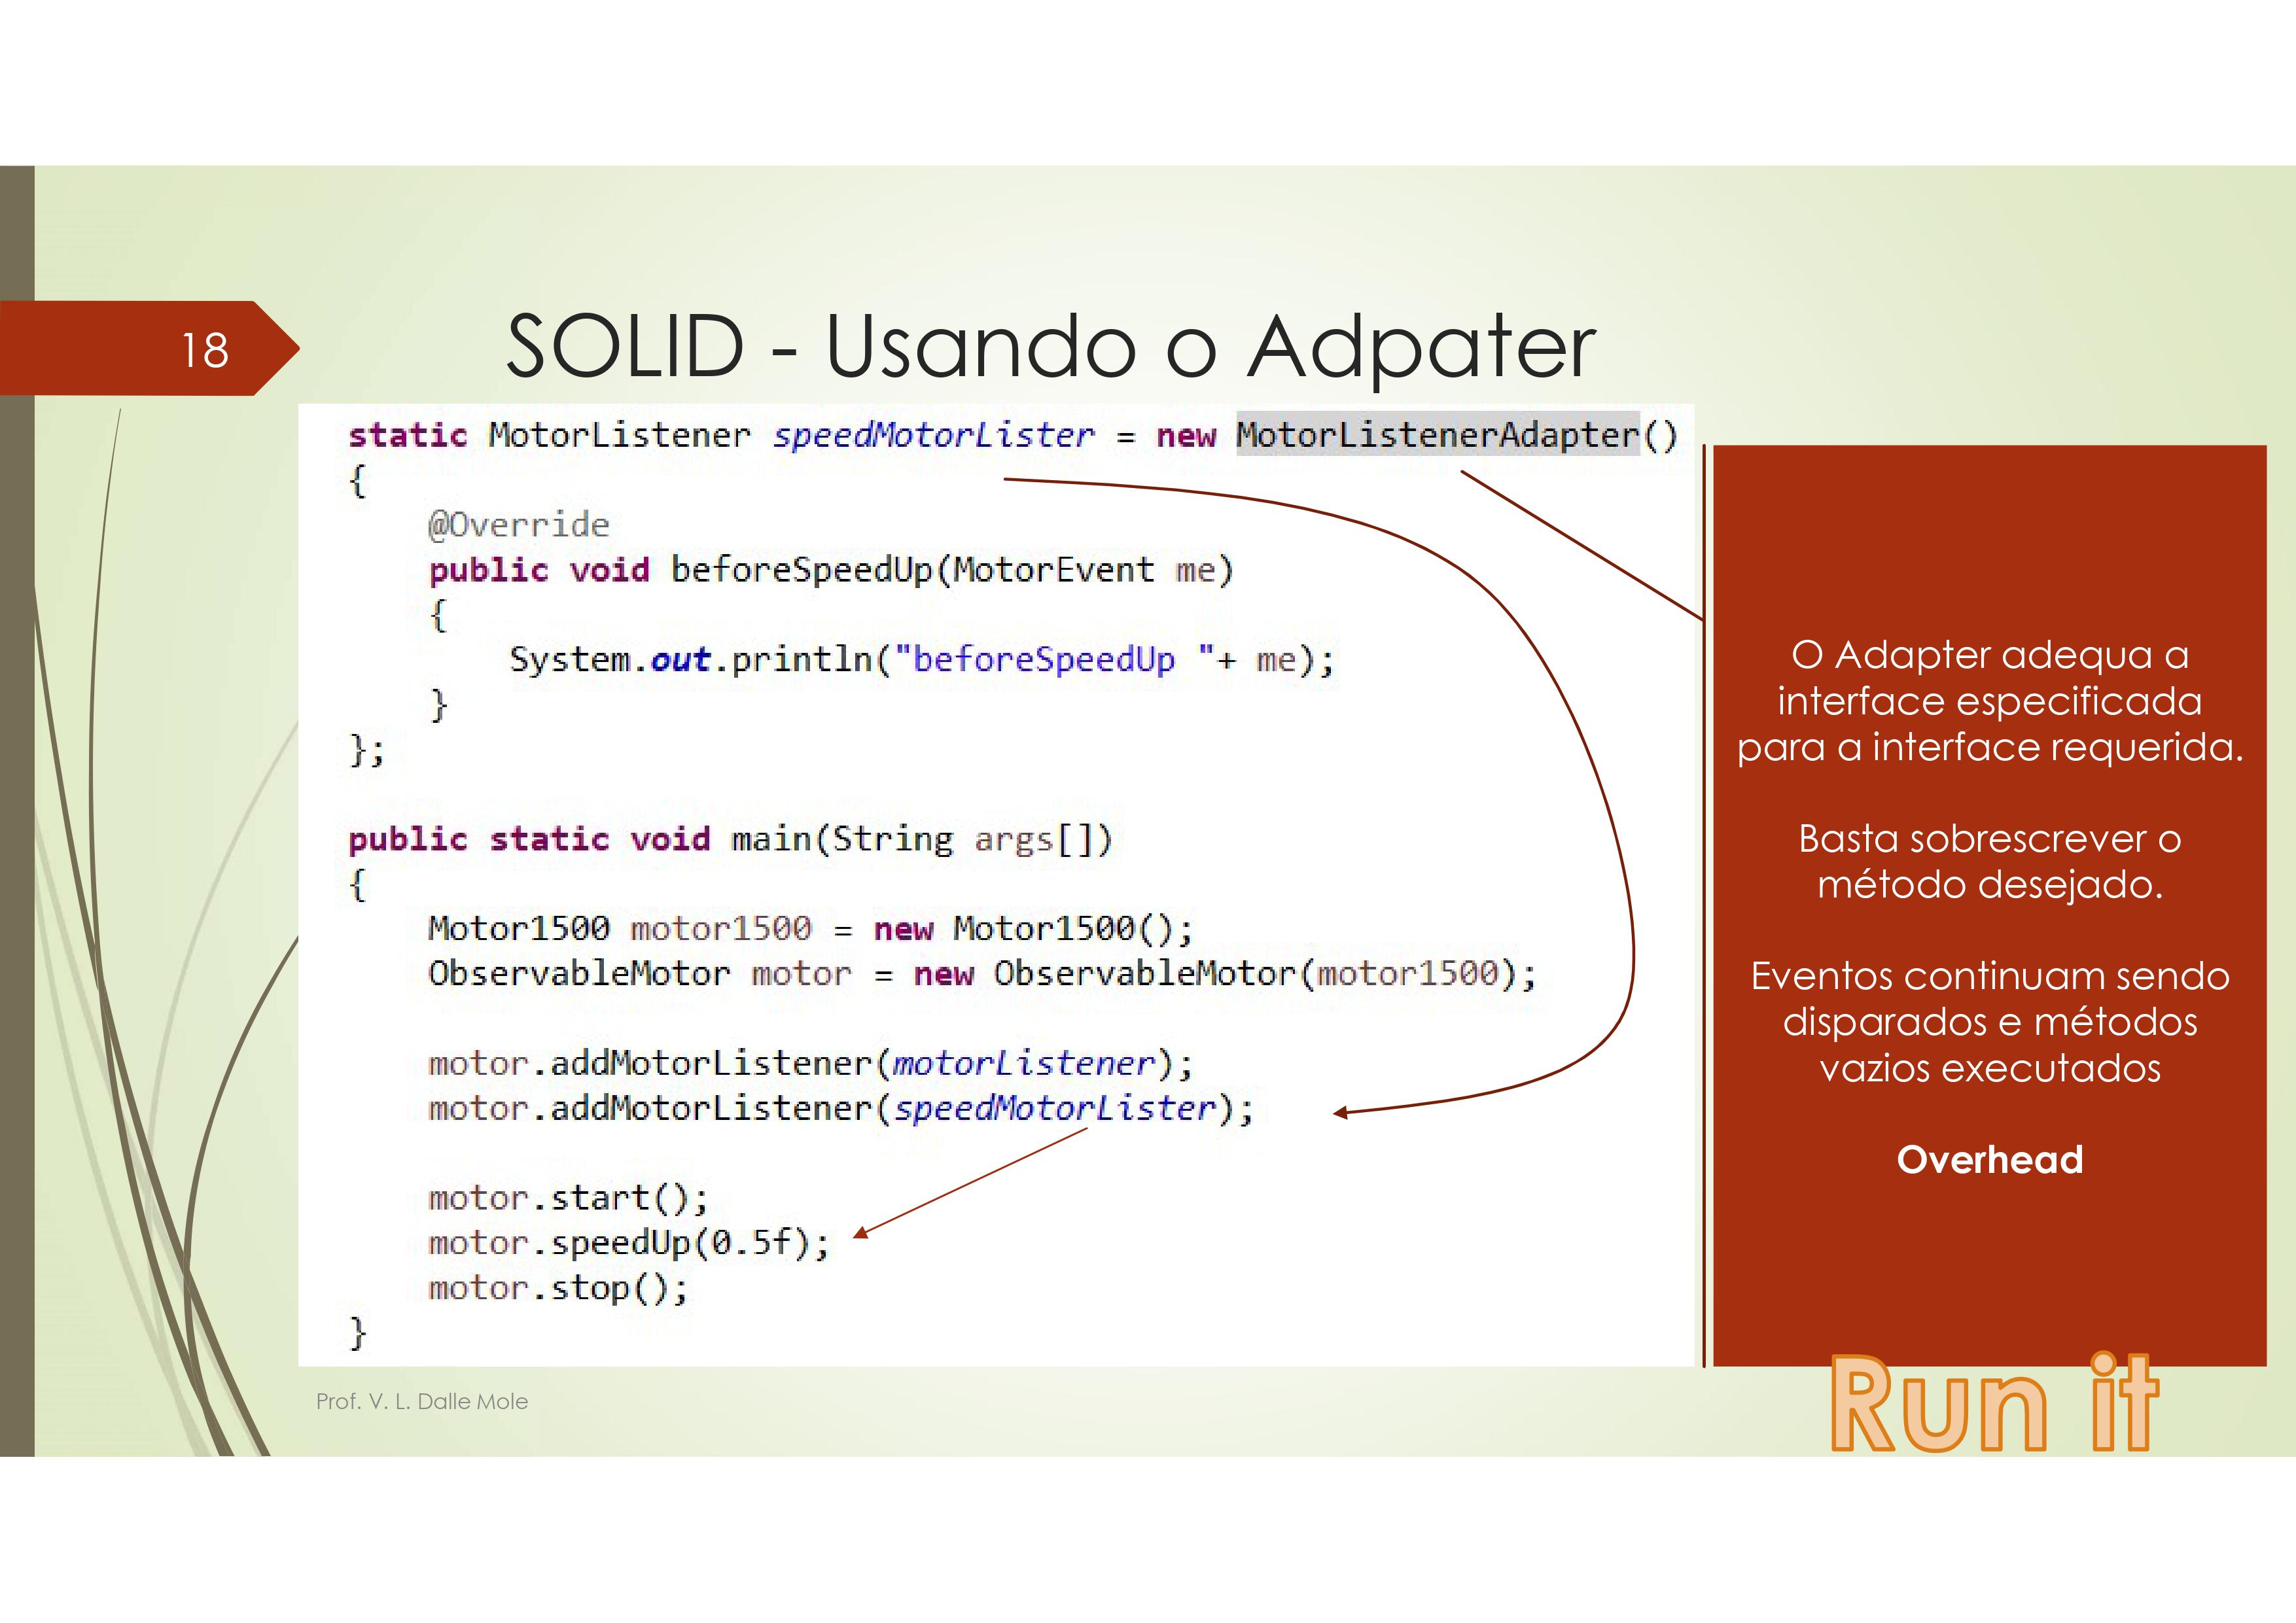 18
SOLID - Usando o Adpater
static MotorListener speedMotorLister = new MotorListenerAdapter()
{
@Override
public void beforeSpeedUp(MotorEvent me)
{
System.out.println("beforeSpeedUp "+ me);
}
};
public static void main(String args[])
{
Motor1500 motor1500 = new Motor1500();
ObservableMotor motor = new ObservableMotor(motor1500);
motor.addMotorListener(motorListener);
motor.addMotorListener(speedMotorLister);
motor.start();
motor.speedUp(0.5f);
motor.stop();
}
O Adapter adequa a
interface especificada
para a interface requerida.
Basta sobrescrever o
método desejado.
Eventos continuam sendo
disparados e métodos
vazios executados
Overhead
Run it
Prof. V. L. Dalle Mole